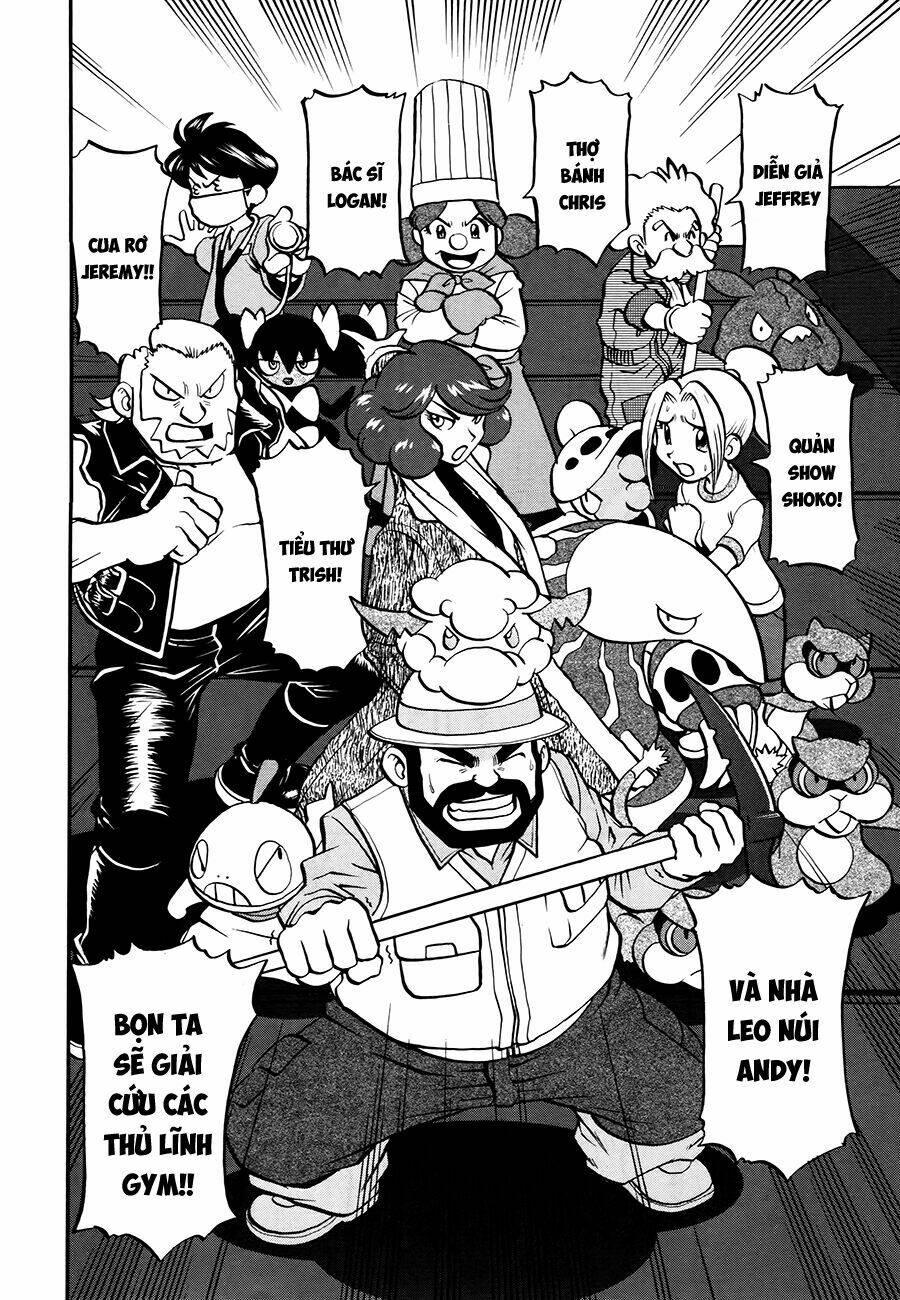 DIỄN GIẢ
JEFFREY
THỢ
BÁNH
CHRIS
BÁC SĨ
LOGAN!
CUA RƠ
JEREMY!!
QUẢN
SHOW
SHOKO!
TIỂU THƯ
TRISH!
VÀ NHÀ
LEO NÚI
ANDY!
BỌN TA
SẼ GIẢI
CỨU CÁC
THỦ LĨNH
GYM!!